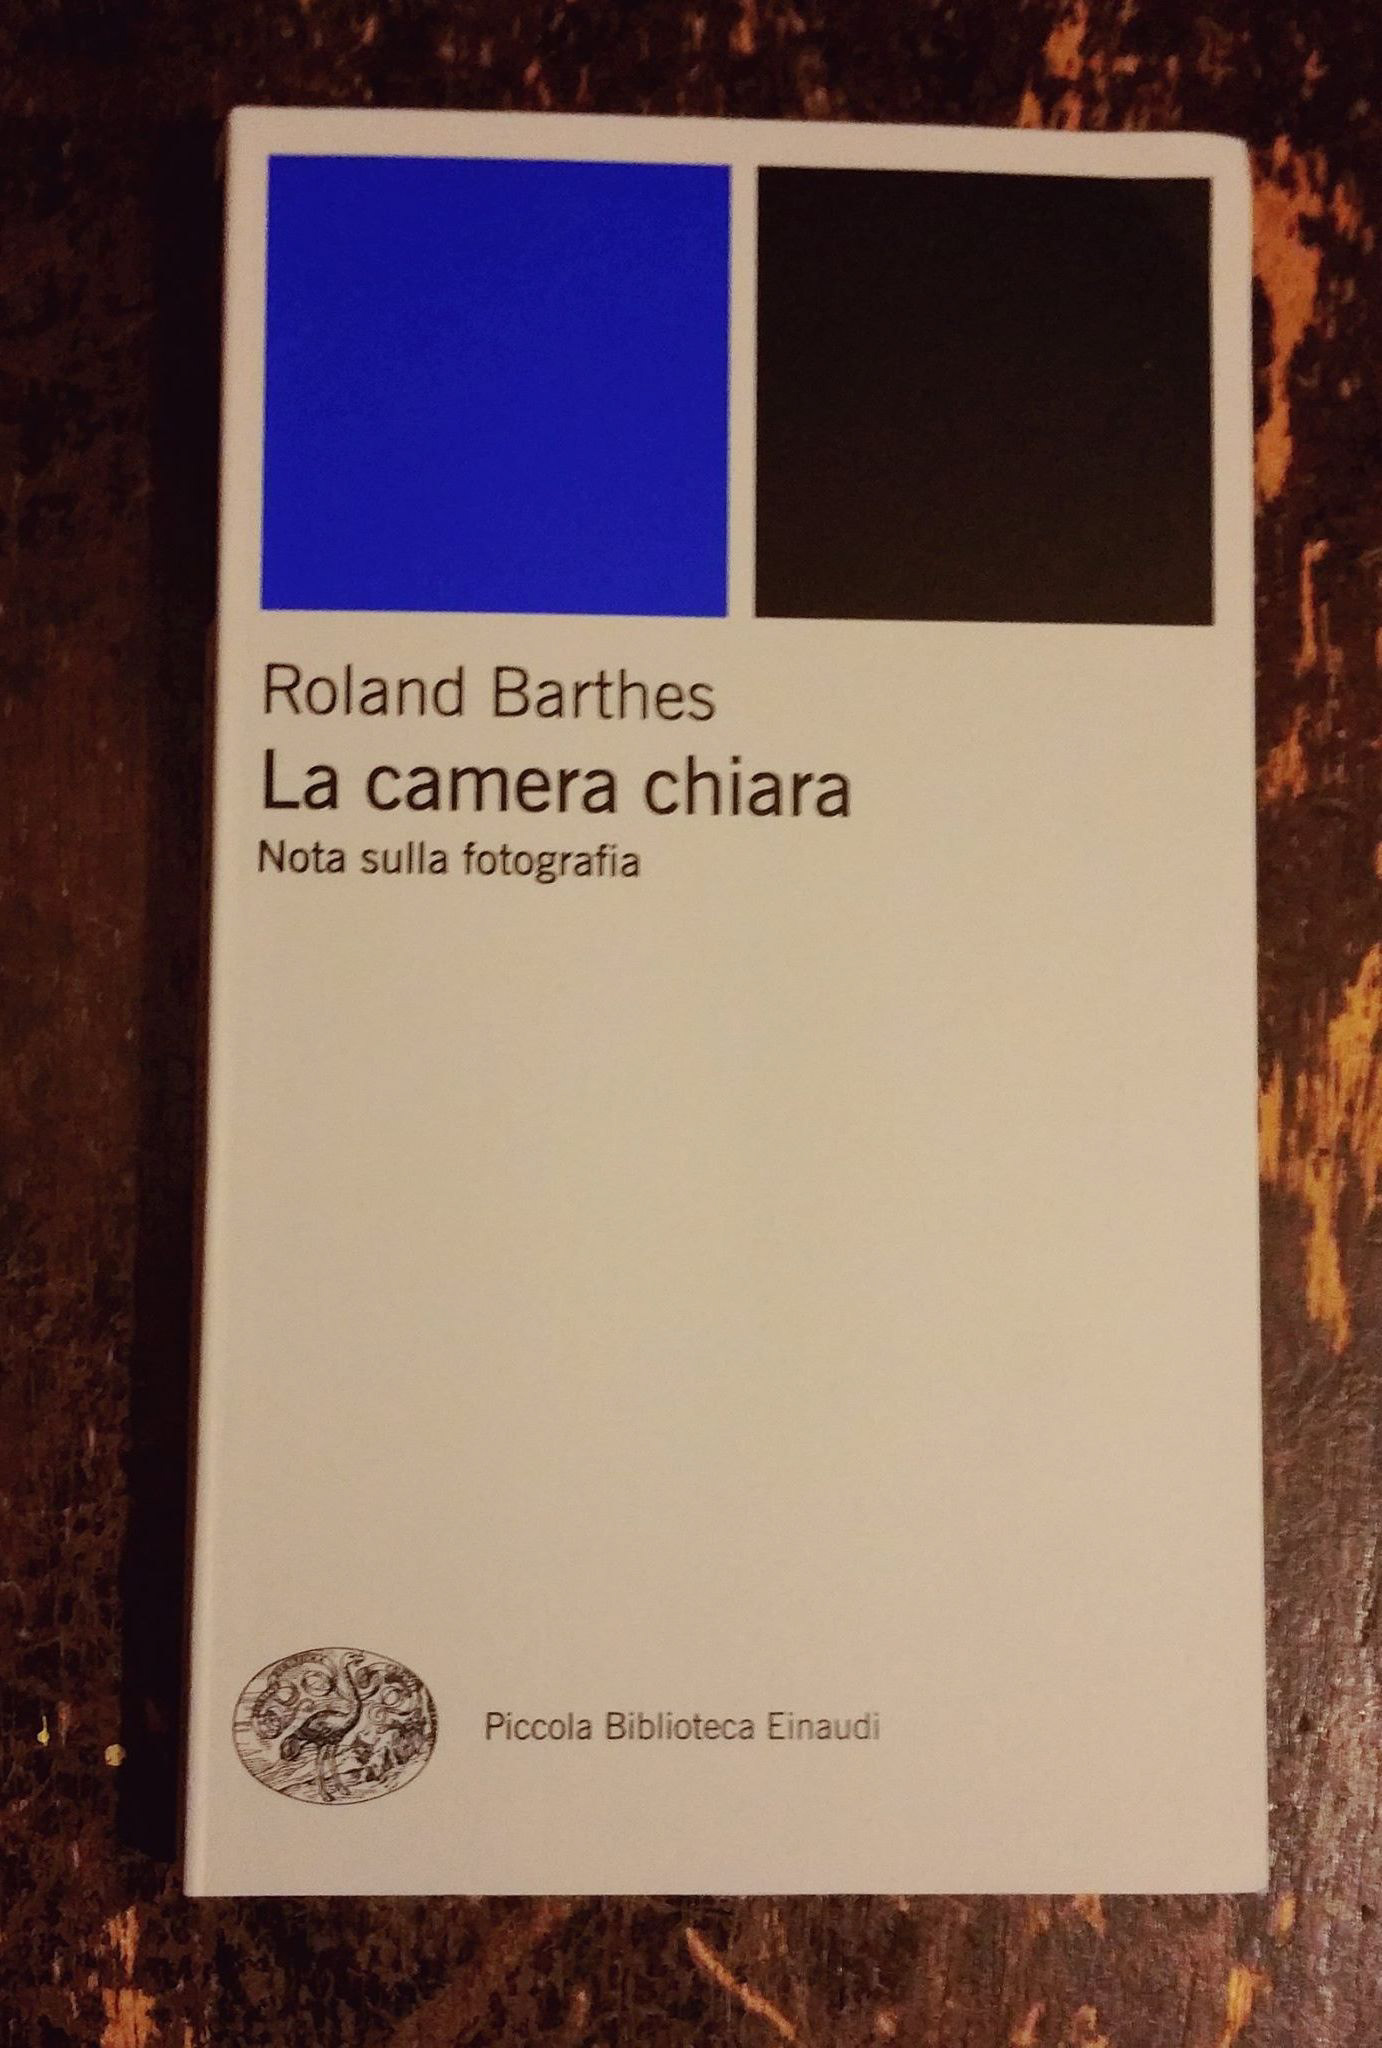 Roland Barthes
La camera chiara
Nota sulla fotografia
Piccola Biblioteca Einaudi